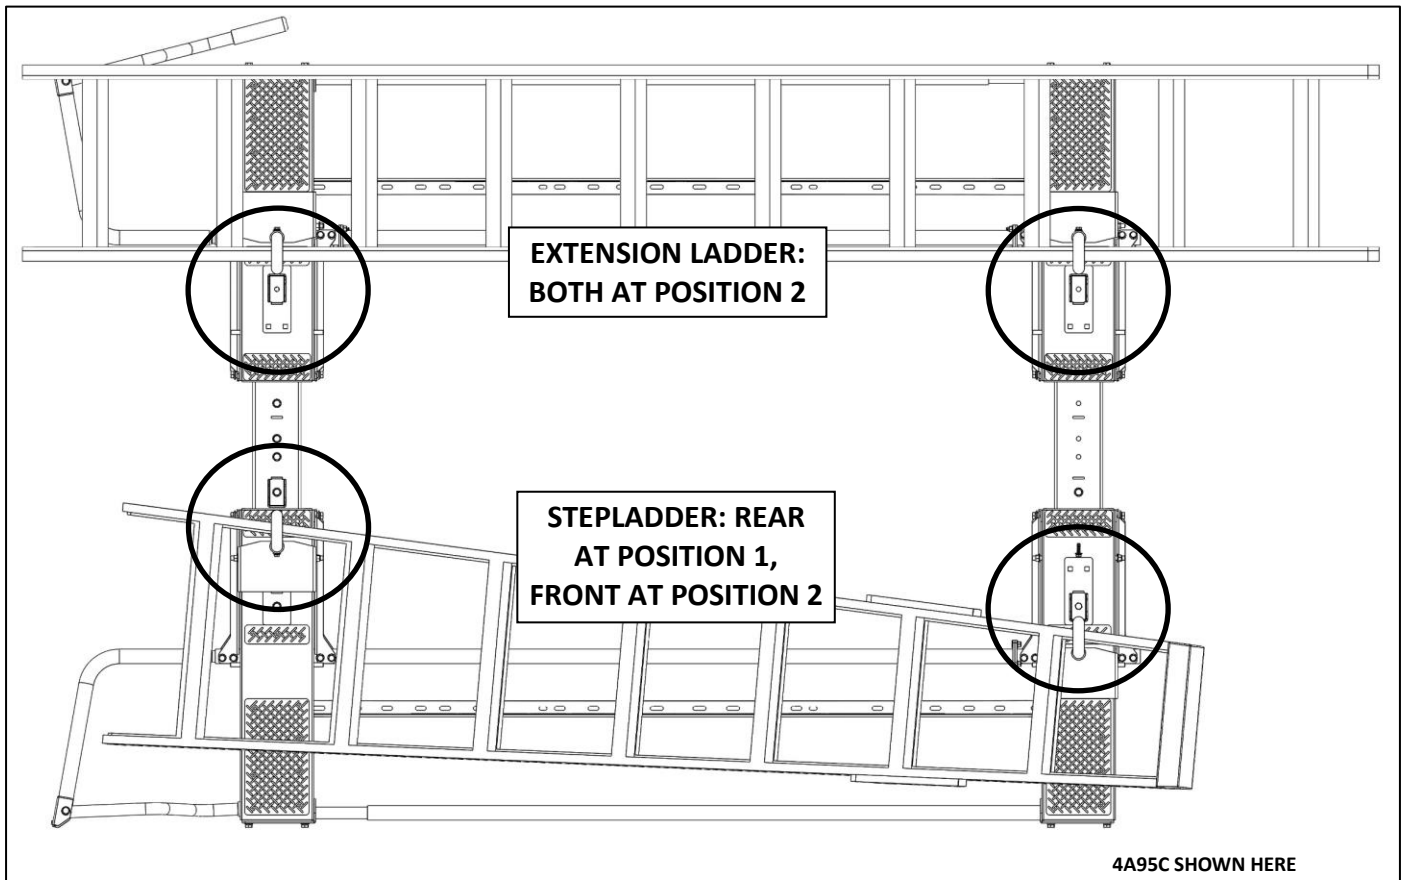 EXTENSION LADDER:
BOTH AT POSITION 2
STEPLADDER: REAR
AT POSITION 1,
FRONT AT POSITION 2
4A95C SHOWN HERE